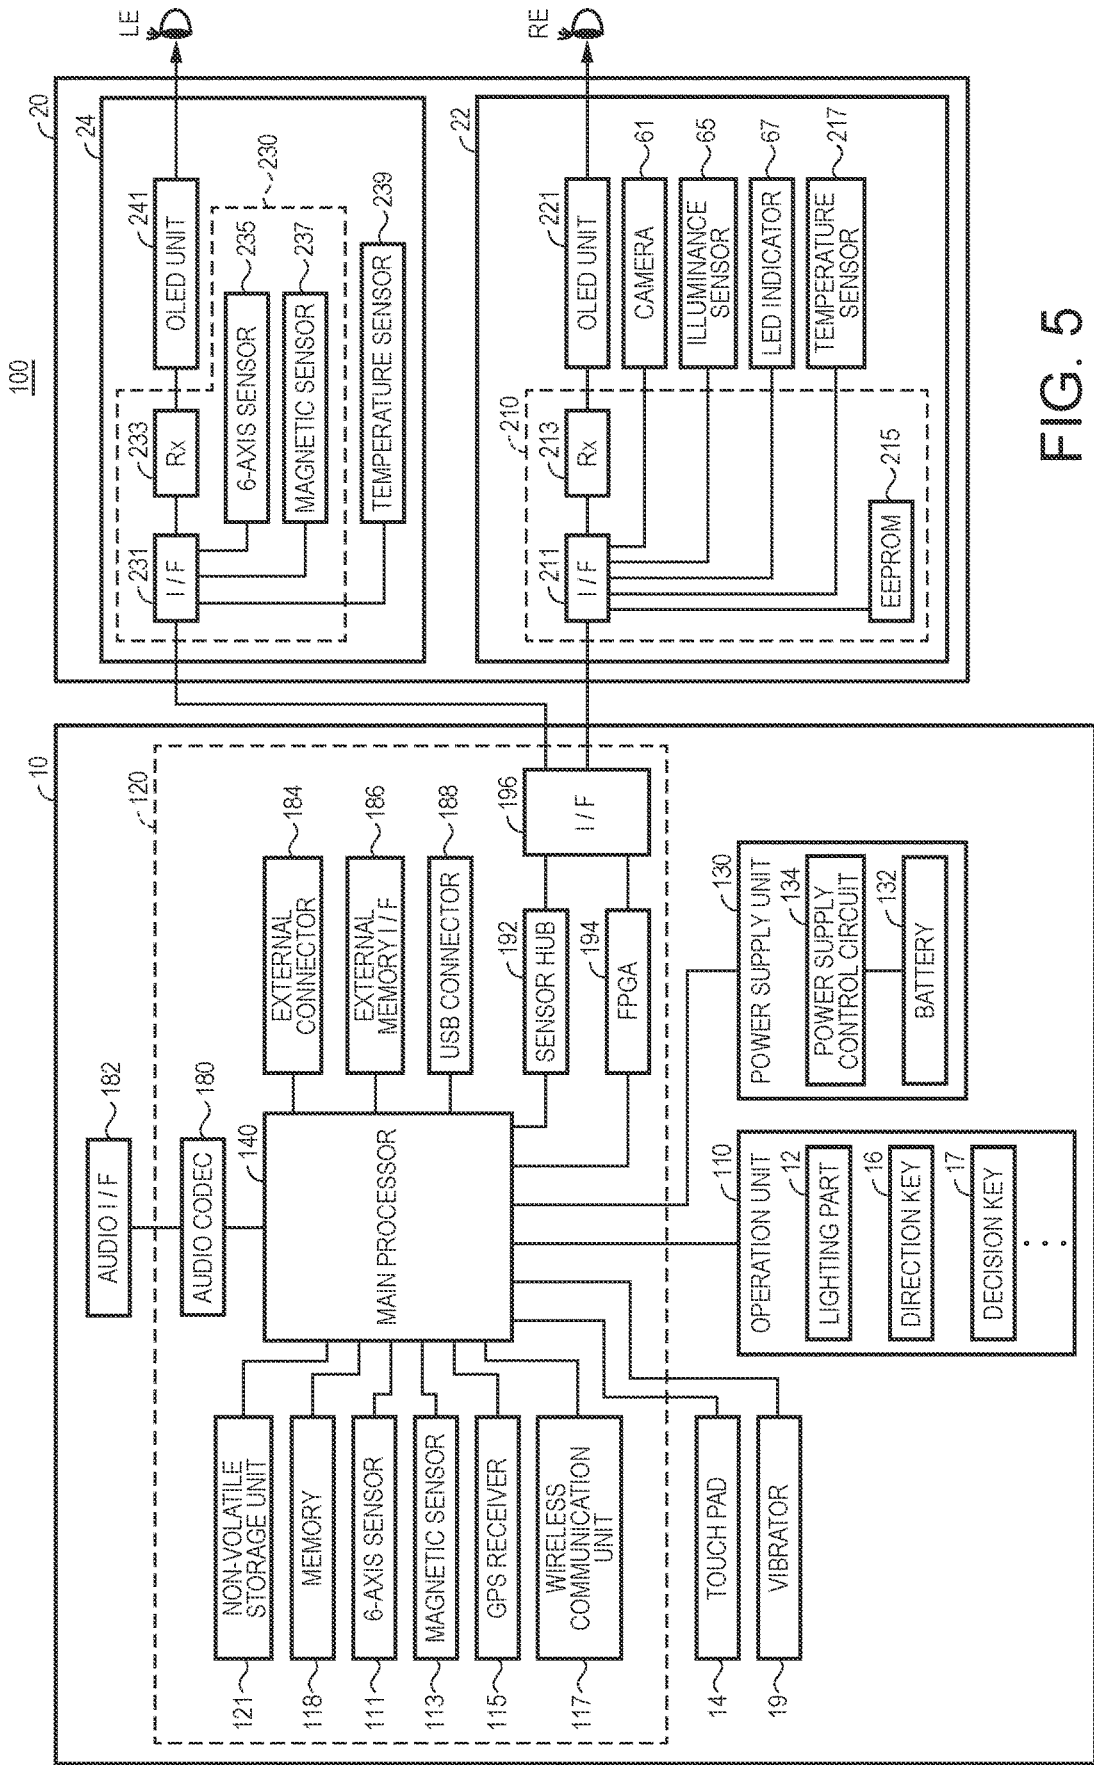 100
10
120
AUDIO I / F
182
AUDIO CODEC
180
MAIN PROCESSOR
140
NON-VOLATILE
STORAGE UNIT
121
MEMORY
118
6-AXIS SENSOR
111
MAGNETIC SENSOR
113
GPS RECEIVER
115
WIRELESS
COMMUNICATION
UNIT
117
TOUCH PAD
14
VIBRATOR
19
EXTERNAL
CONNECTOR
184
EXTERNAL
MEMORY I / F
186
USB CONNECTOR
188
SENSOR HUB
192
FPGA
194
I / F
196
OPERATION UNIT
110
LIGHTING PART
12
DIRECTION KEY
16
DECISION KEY
17
. . .
POWER SUPPLY UNIT
130
POWER SUPPLY
CONTROL CIRCUIT
134
BATTERY
132
20
24
231
I / F
233
Rx
241
OLED UNIT
LE
230
6-AXIS SENSOR
235
MAGNETIC SENSOR
237
TEMPERATURE SENSOR
239
22
210
211
I / F
213
Rx
221
OLED UNIT
RE
CAMERA
61
ILLUMINANCE
SENSOR
65
LED INDICATOR
67
TEMPERATURE
SENSOR
217
EEPROM
215
FIG. 5